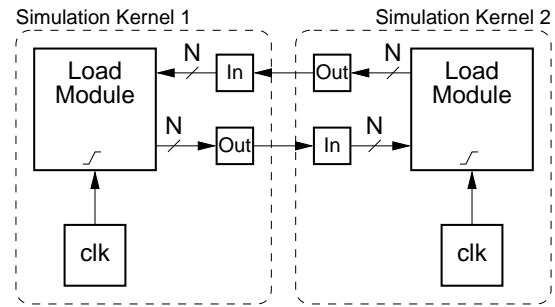 Simulation Kernel 1
Simulation Kernel 2
Load
Module
N
In
Out
N
Load
Module
N
Out
In
N
clk
clk